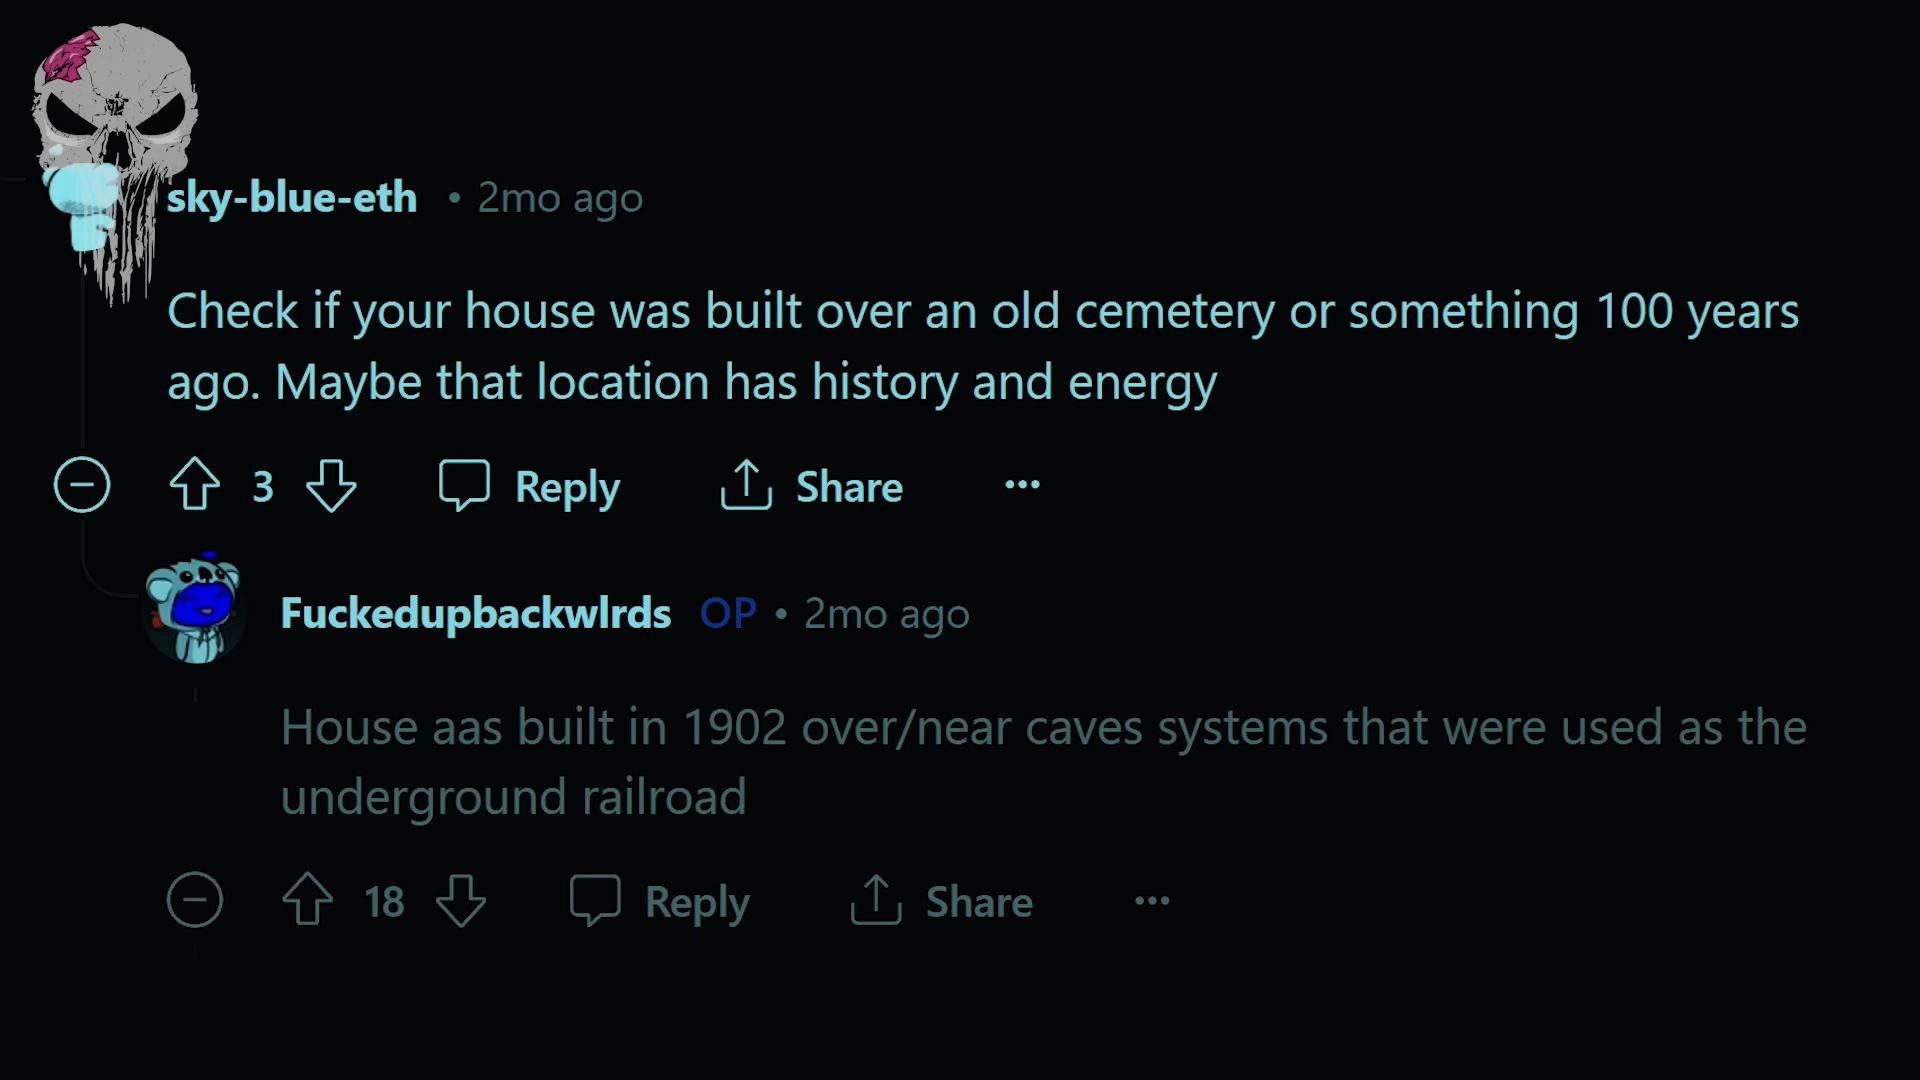 sky-blue-eth • 2mo ago
Check if your house was built over an old cemetery or something 100 years
ago. Maybe that location has history and energy
3 Reply Share ...
Fuckedupbackwlrds OP • 2mo ago
House aas built in 1902 over/near caves systems that were used as the
underground railroad
18 Reply Share ...